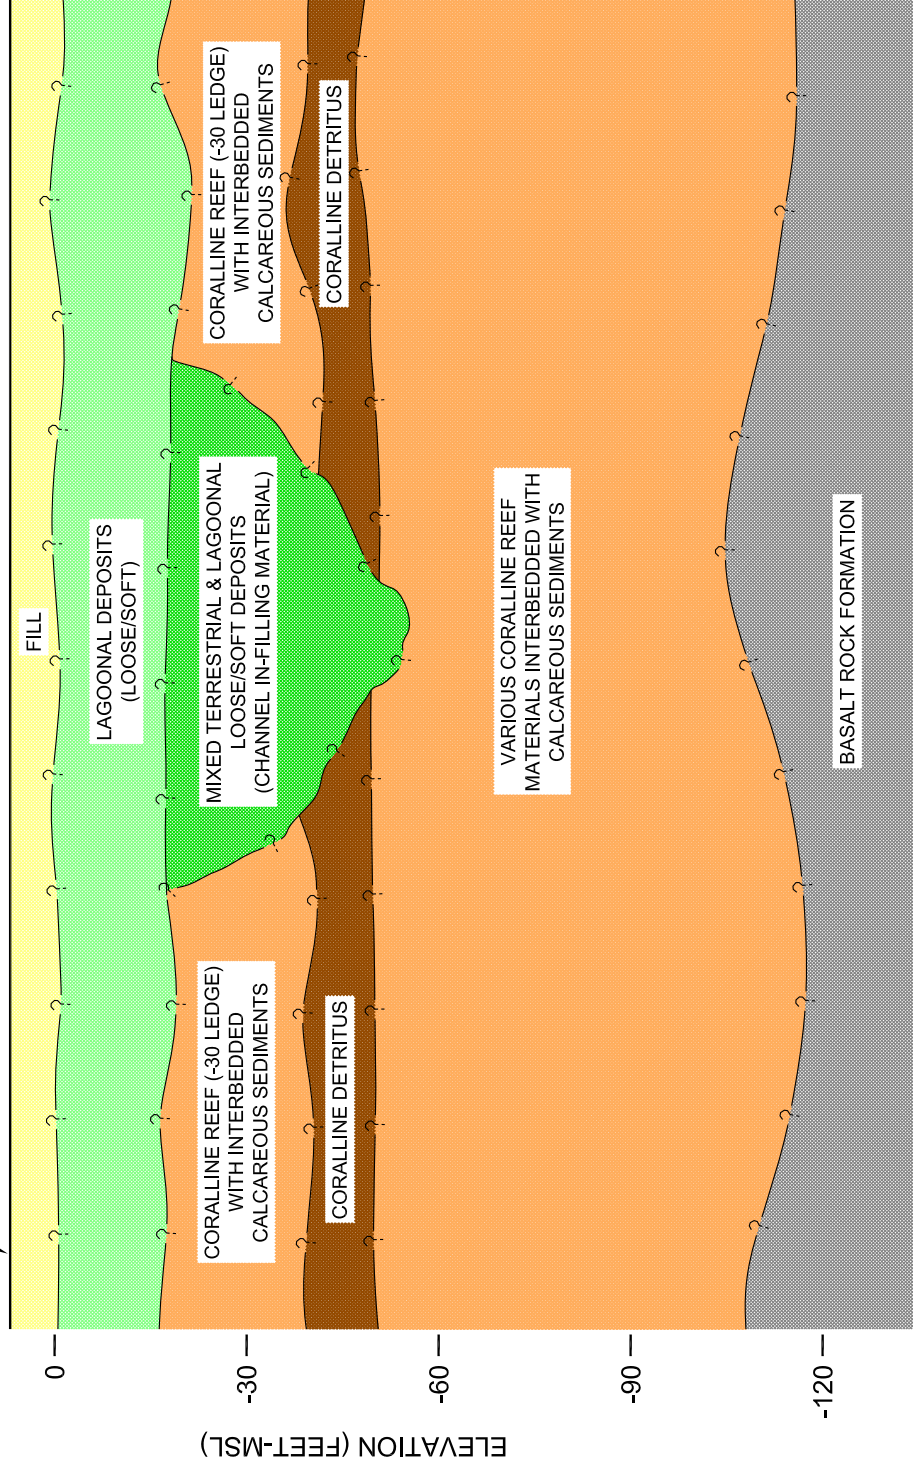 FILL
LAGOONAL DEPOSITS
(LOOSE/SOFT)
CORALLINE REEF (-30 LEDGE)
WITH INTERBEDDED
CALCAREOUS SEDIMENTS
MIXED TERRESTRIAL & LAGOONAL
LOOSE/SOFT DEPOSITS
(CHANNEL IN-FILLING MATERIAL)
CORALLINE REEF (-30 LEDGE)
WITH INTERBEDDED
CALCAREOUS SEDIMENTS
CORALLINE DETRITUS
CORALLINE DETRITUS
VARIOUS CORALLINE REEF
MATERIALS INTERBEDDED WITH
CALCAREOUS SEDIMENTS
BASALT ROCK FORMATION
0
-30
-60
-90
-120
ELEVATION (FEET-MSL)